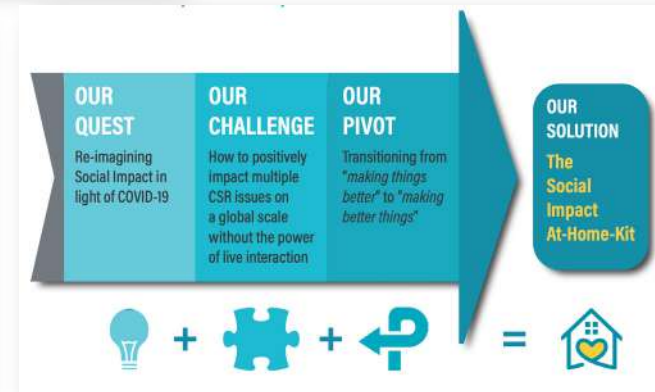 OUR
QUEST
Re-imagining
Social Impact in
light of COVID-19
OUR
CHALLENGE
How to positively
impact multiple
CSR issues on
a global scale
without the power
of live interaction
OUR
PIVOT
Transitioning from
"making things
better" to "making
better things"
OUR
SOLUTION
The
Social
Impact
At-Home-Kit
+ + =